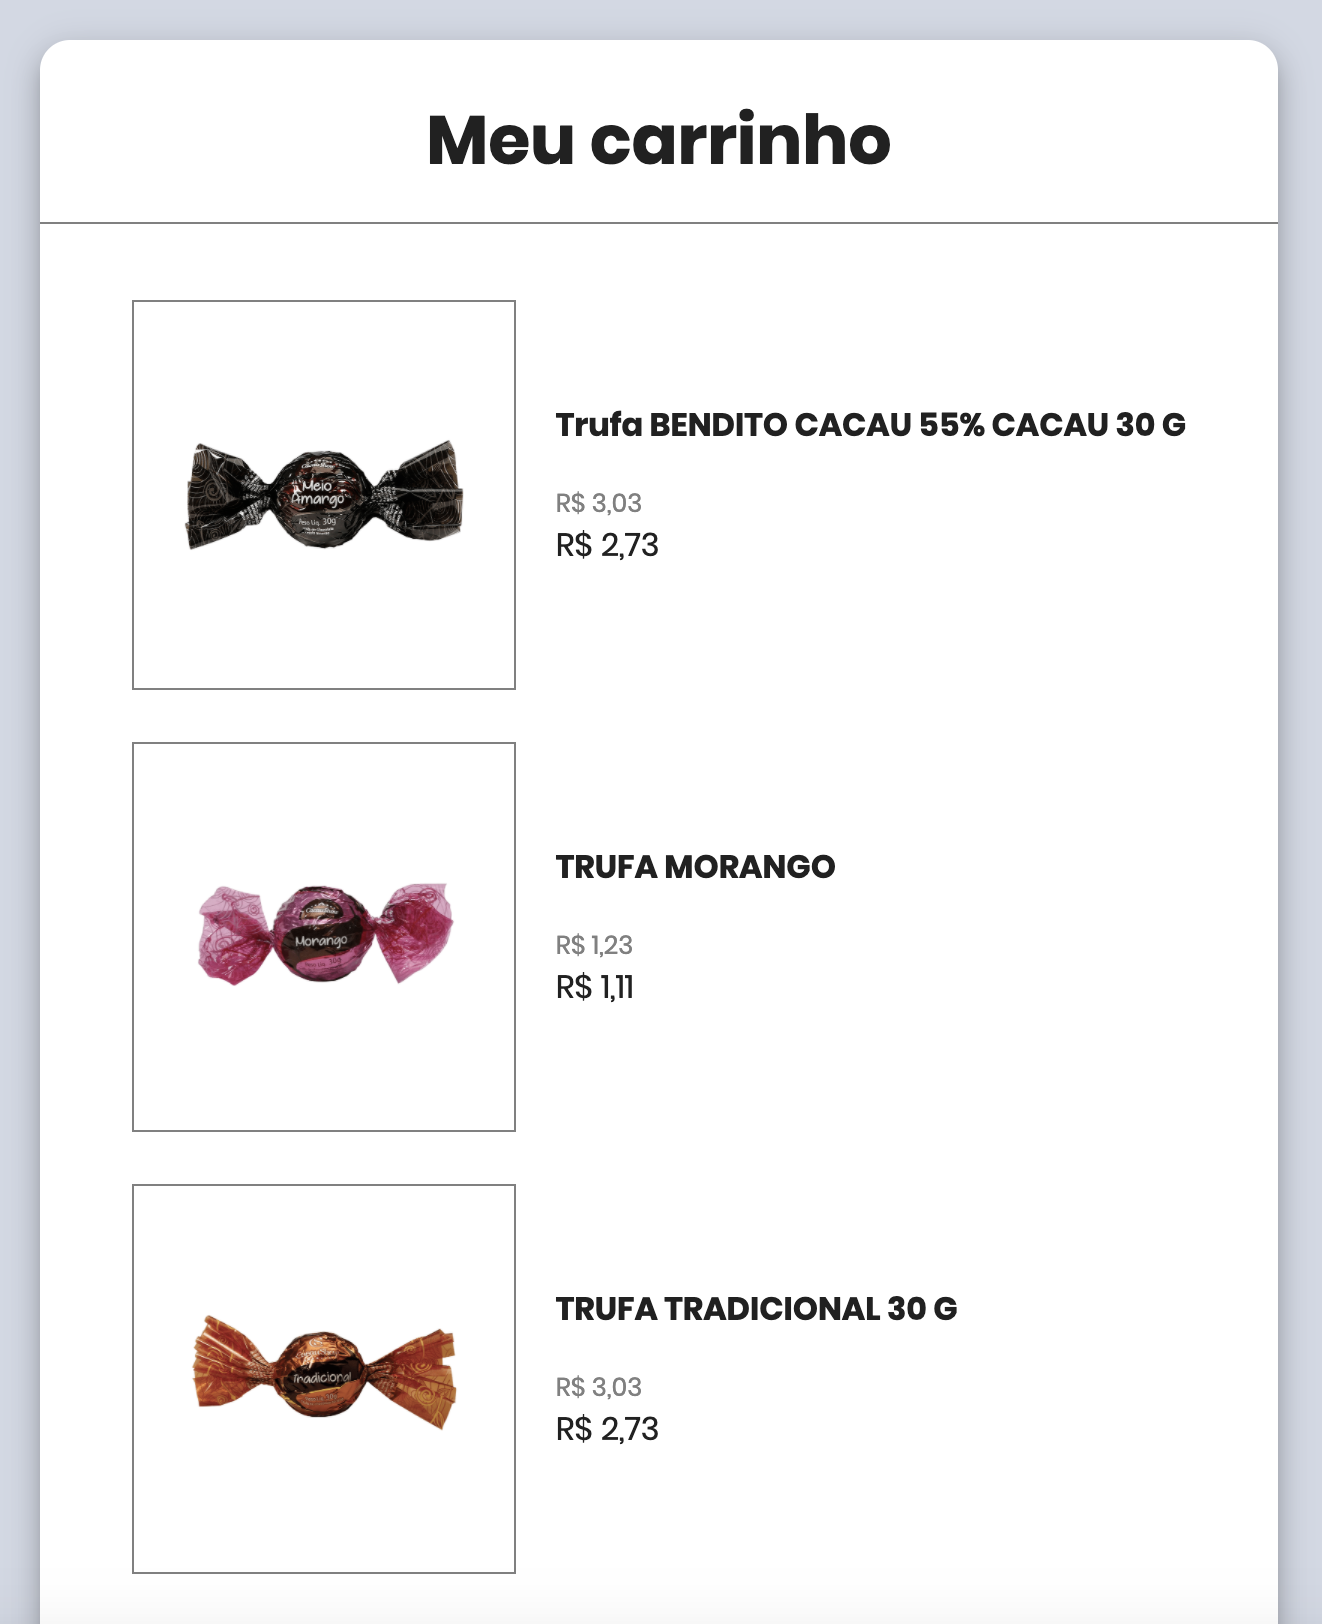 Meu carrinho
Trufa BENDITO CACAU 55% CACAU 30 G
R$ 3,03
R$ 2,73
Meio
Amargo
Peso Líq. 30g
TRUFA MORANGO
R$ 1,23
R$ 1,11
Morango
TRUFA TRADICIONAL 30 G
R$ 3,03
R$ 2,73
Tradicional